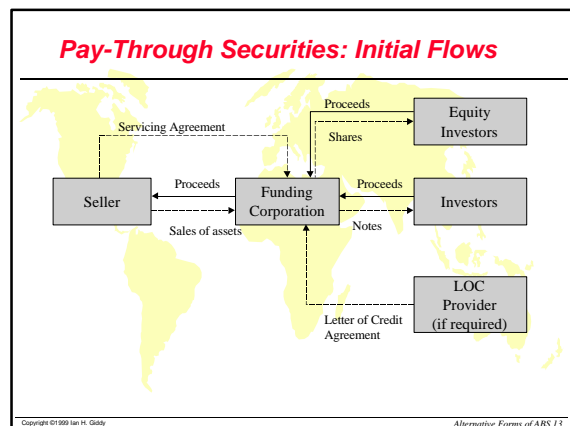 Pay-Through Securities: Initial Flows
Proceeds
Equity
Investors
Servicing Agreement
Shares
Seller
Proceeds
Funding
Corporation
Proceeds
Investors
Sales of assets
Notes
LOC
Provider
(if required)
Letter of Credit
Agreement
Copyright ©1999 Ian H. Giddy
Alternative Forms of ABS 13